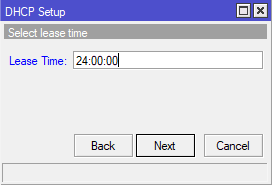 DHCP Setup
Select lease time
Lease Time: 24:00:00
Back Next Cancel